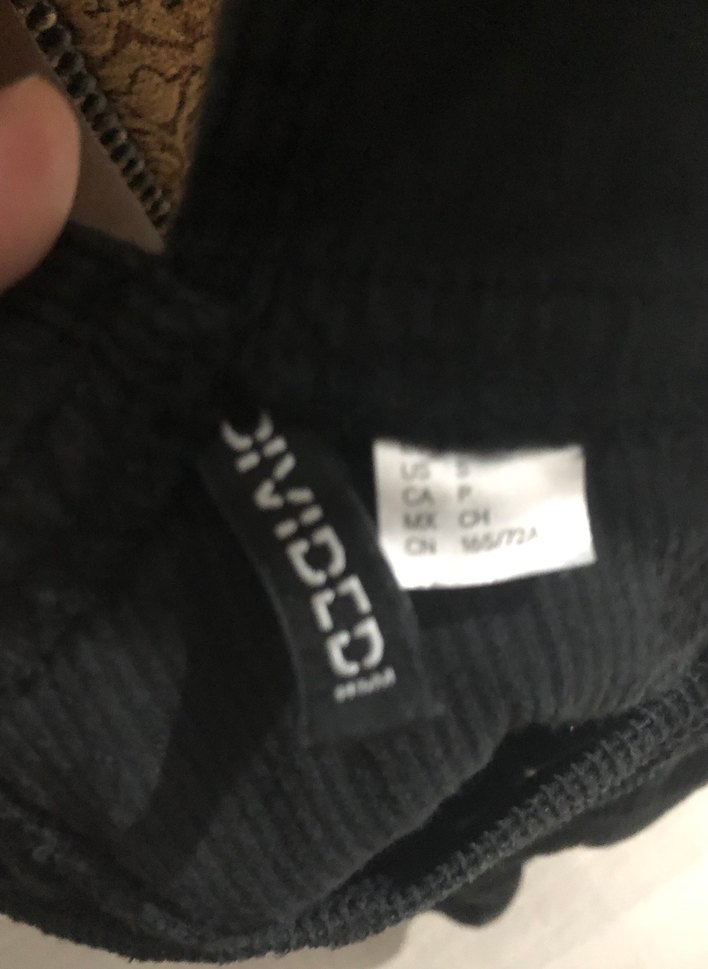 DIVIDED
H&M
US S
CA P
MX CH
CN 165/72A